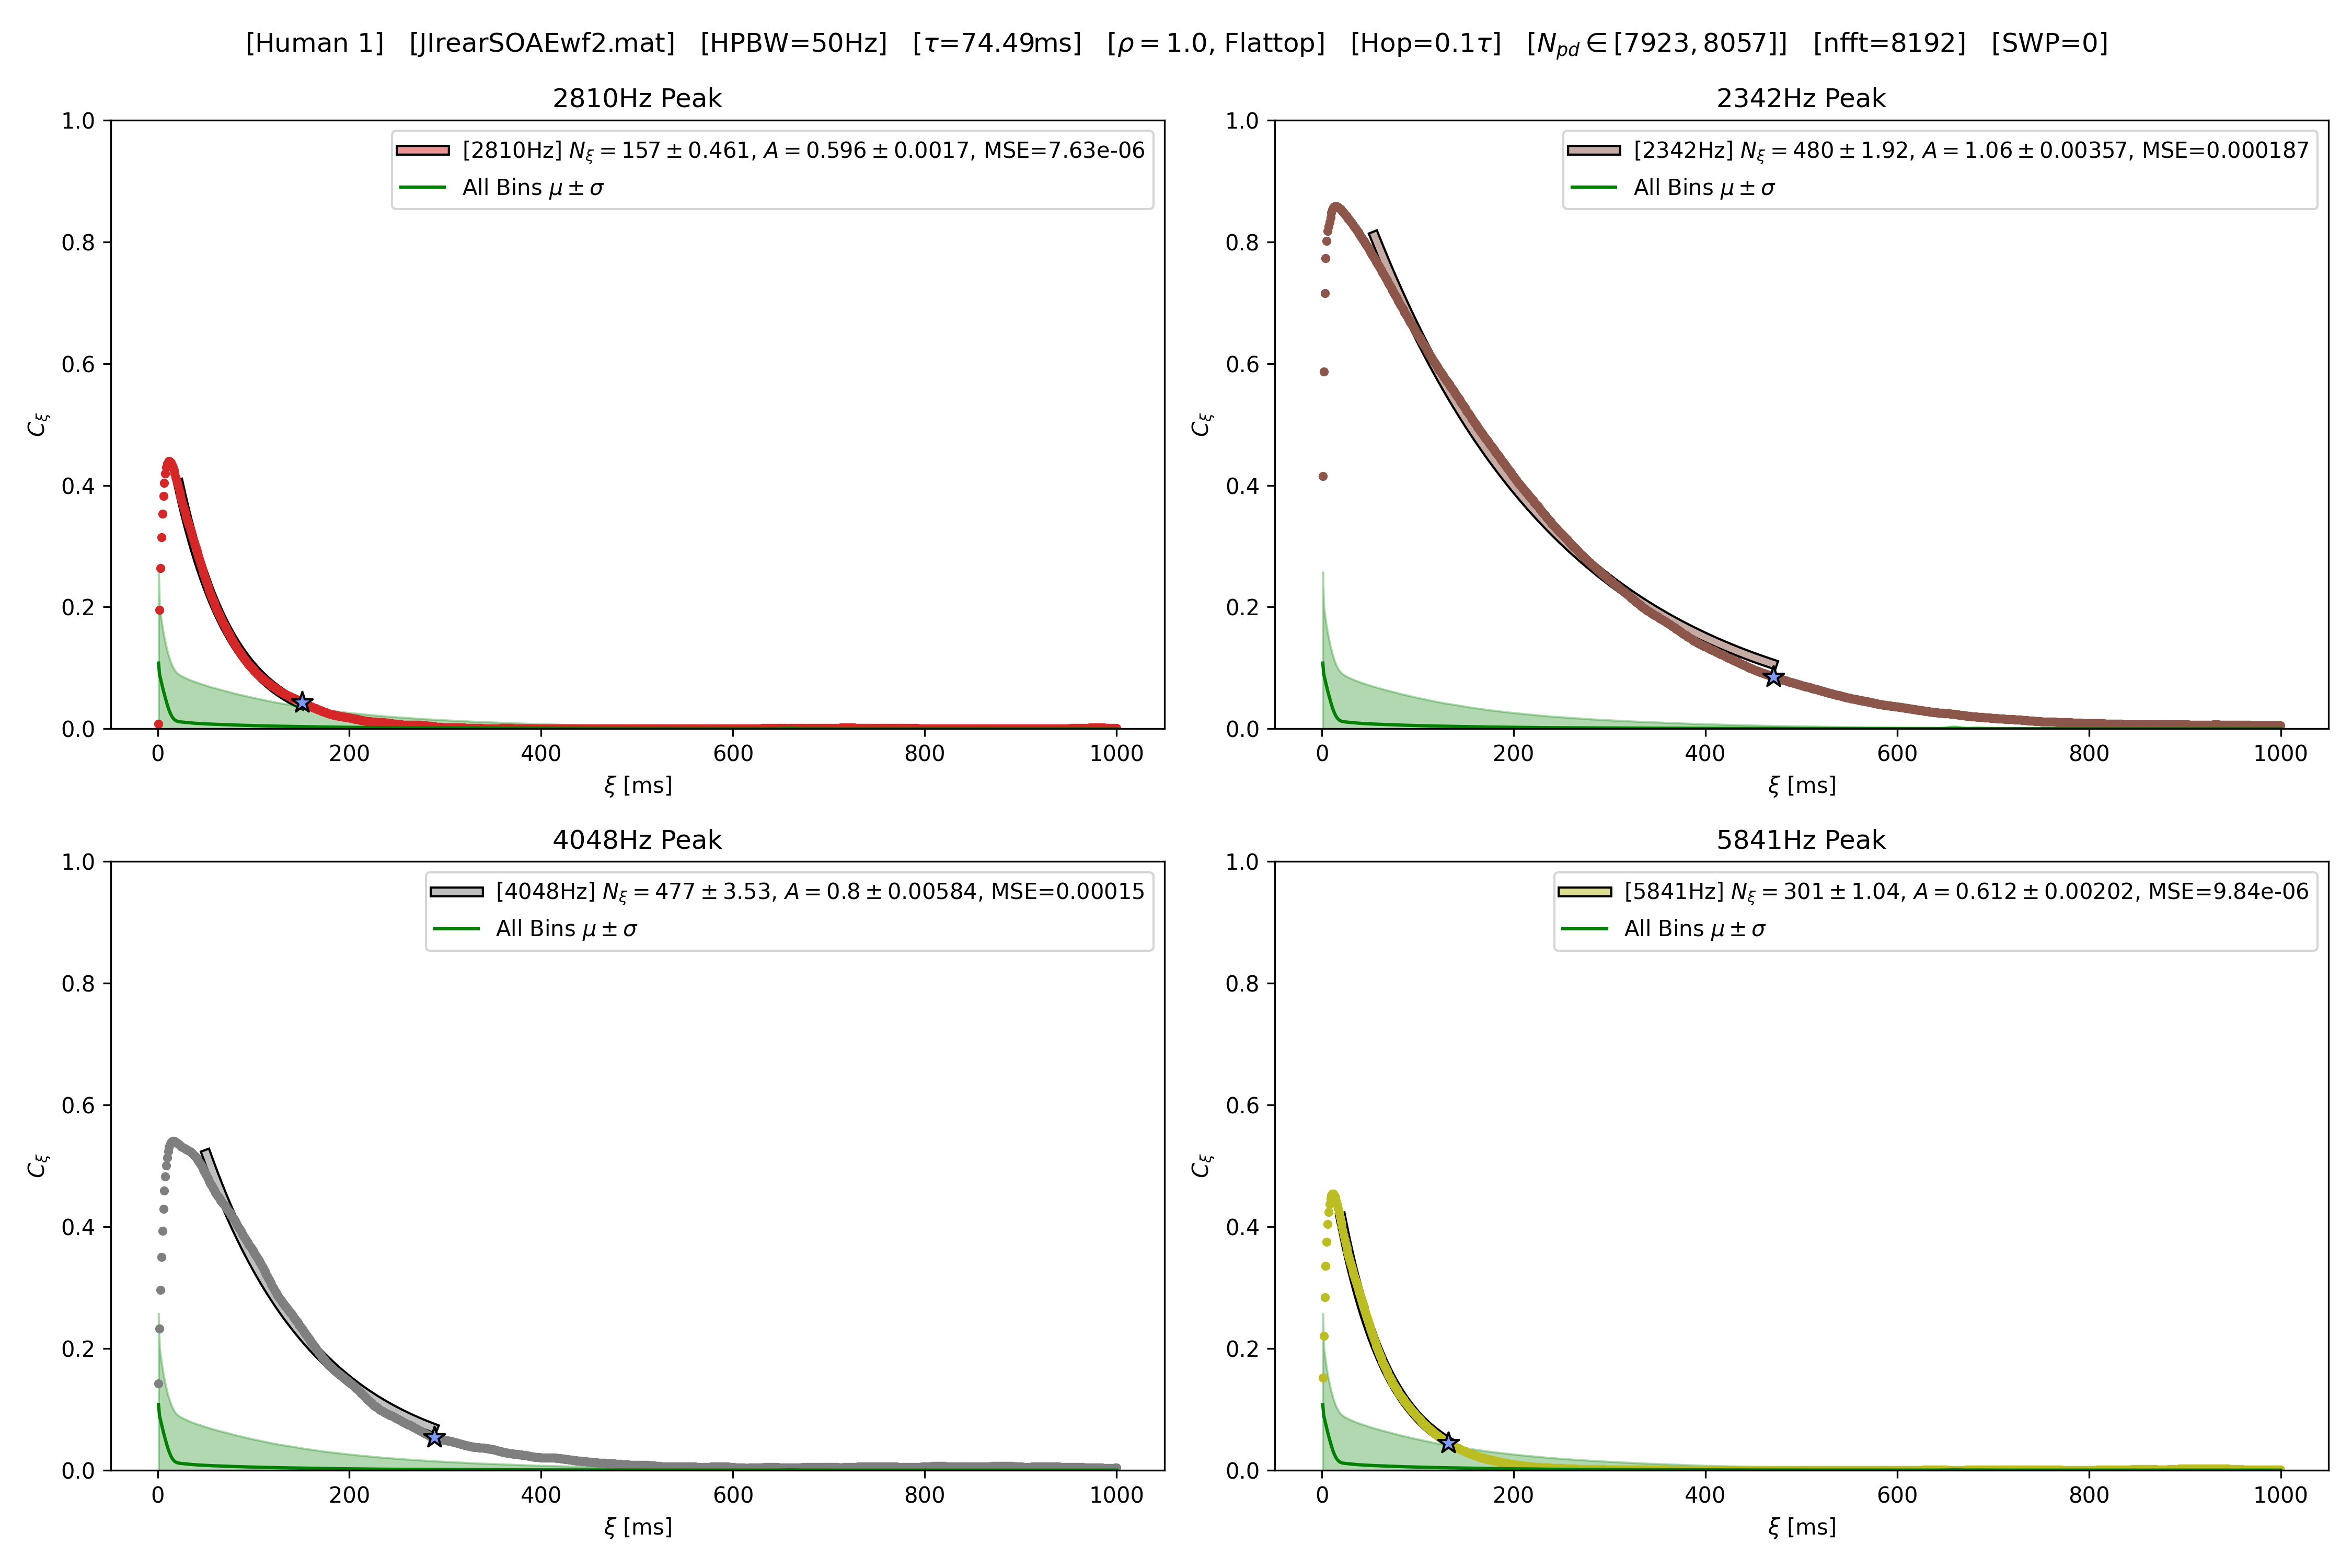 [Human 1] [JIrearSOAEwf2.mat] [HPBW=50Hz] [τ=74.49ms] [ρ = 1.0, Flattop] [Hop=0.1τ] [N_pd ∈ [7923, 8057]] [nfft=8192] [SWP=0]
2810Hz Peak
[2810Hz] N_ξ = 157 ± 0.461, A = 0.596 ± 0.0017, MSE=7.63e-06
All Bins μ ± σ
1.0
0.8
0.6
0.4
0.2
0.0
C_ξ
0 200 400 600 800 1000
ξ [ms]
2342Hz Peak
[2342Hz] N_ξ = 480 ± 1.92, A = 1.06 ± 0.00357, MSE=0.000187
All Bins μ ± σ
1.0
0.8
0.6
0.4
0.2
0.0
C_ξ
0 200 400 600 800 1000
ξ [ms]
4048Hz Peak
[4048Hz] N_ξ = 477 ± 3.53, A = 0.8 ± 0.00584, MSE=0.00015
All Bins μ ± σ
1.0
0.8
0.6
0.4
0.2
0.0
C_ξ
0 200 400 600 800 1000
ξ [ms]
5841Hz Peak
[5841Hz] N_ξ = 301 ± 1.04, A = 0.612 ± 0.00202, MSE=9.84e-06
All Bins μ ± σ
1.0
0.8
0.6
0.4
0.2
0.0
C_ξ
0 200 400 600 800 1000
ξ [ms]